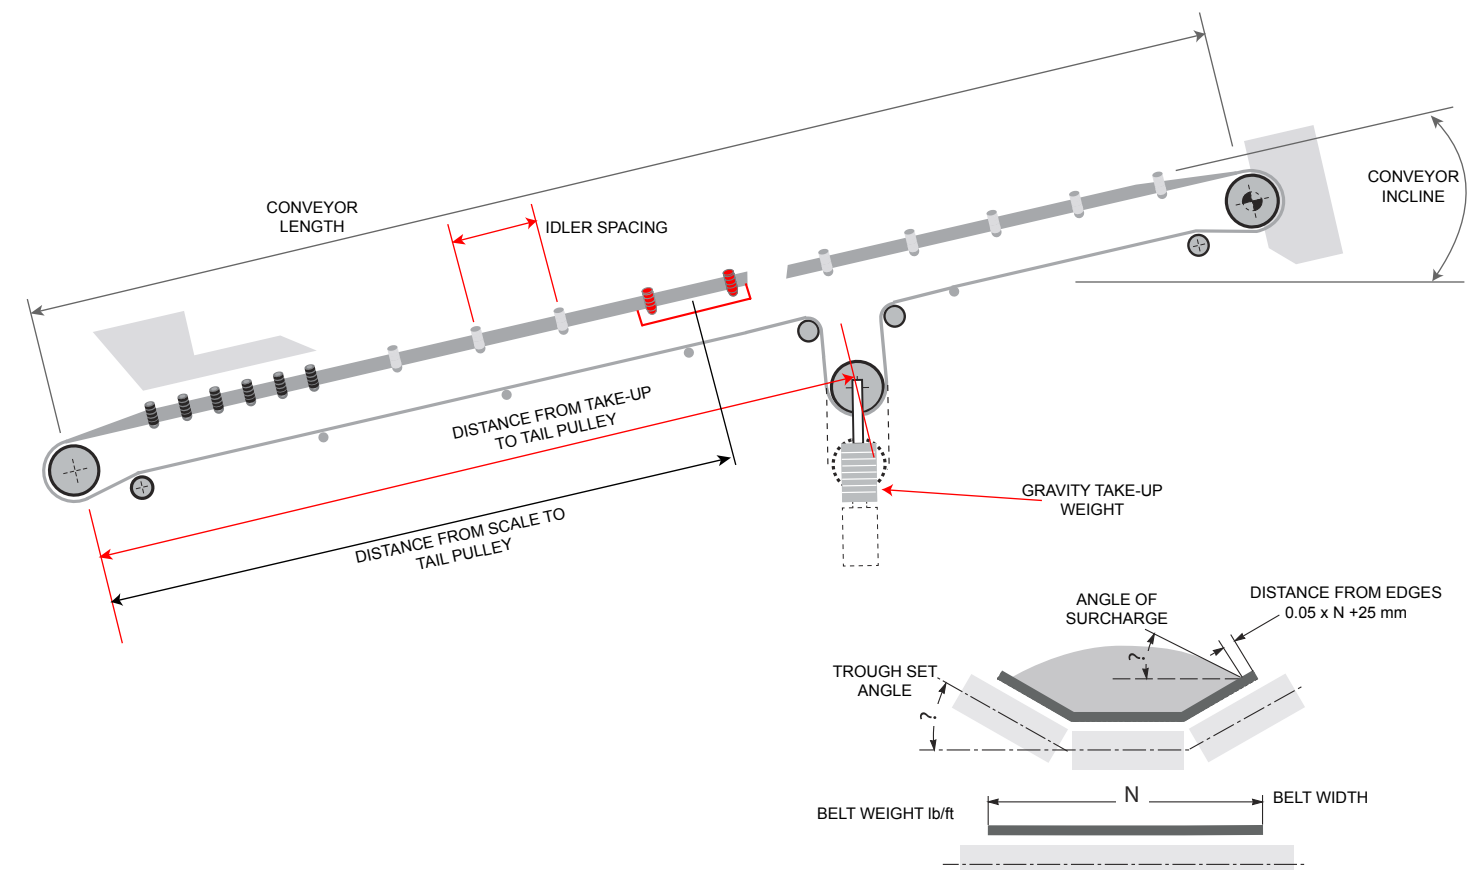 CONVEYOR
LENGTH
IDLER SPACING
CONVEYOR
INCLINE
DISTANCE FROM TAKE-UP
TO TAIL PULLEY
DISTANCE FROM SCALE TO
TAIL PULLEY
GRAVITY TAKE-UP
WEIGHT
ANGLE OF
SURCHARGE
?
DISTANCE FROM EDGES
0.05 x N +25 mm
TROUGH SET
ANGLE
?
N
BELT WIDTH
BELT WEIGHT lb/ft